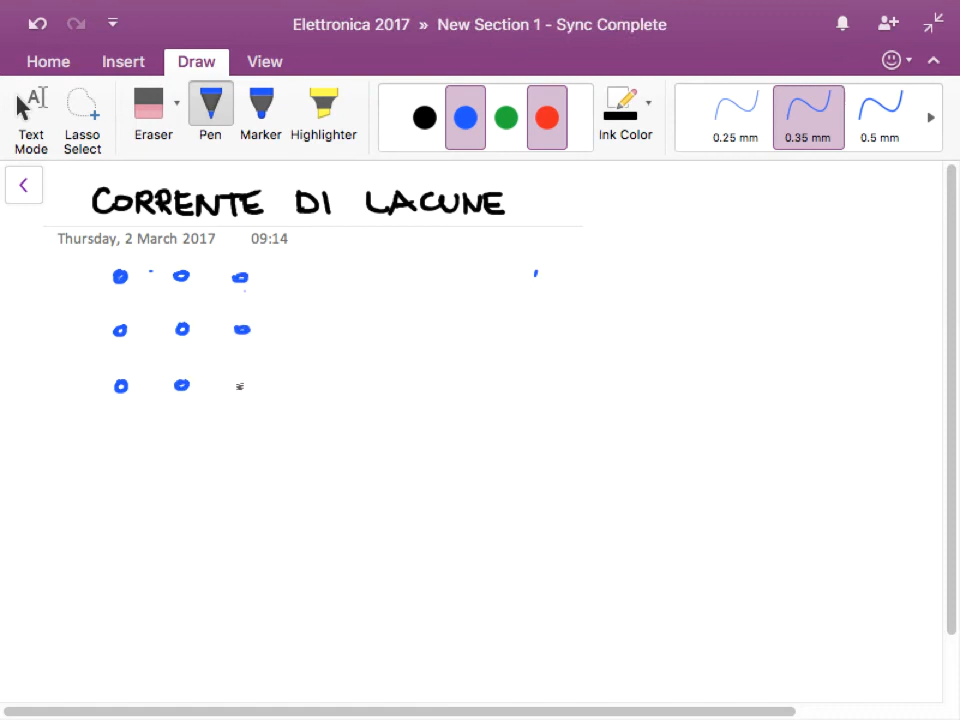 Elettronica 2017 » New Section 1 - Sync Complete
Home Insert Draw View
Text Mode
Lasso Select
Eraser
Pen
Marker
Highlighter
Ink Color
0.25 mm
0.35 mm
0.5 mm
CORRENTE DI LACUNE
Thursday, 2 March 2017 09:14